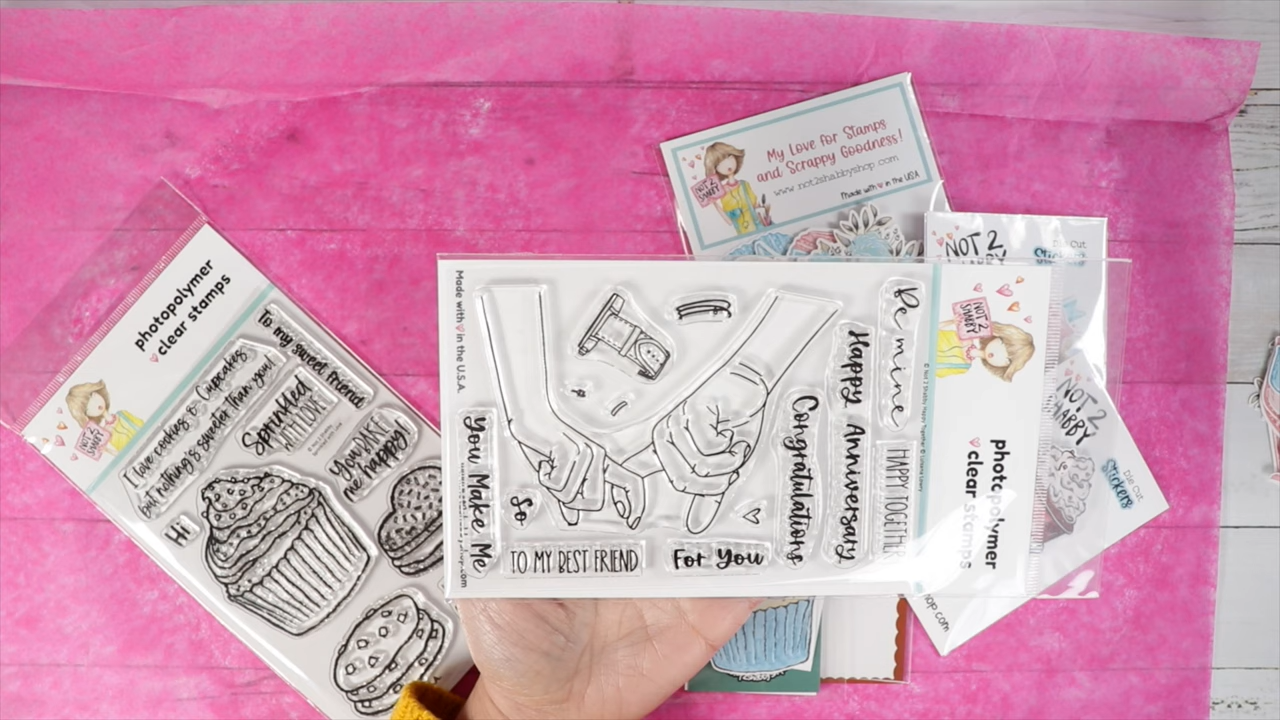 My Love for Stamps
and Scrappy Goodness!
www.not2shabbyshop.com
Made with in the USA
NOT 2
SHABBY
photopolymer
clear stamps
to my sweet friend
I love cookies & Cupcakes
but nothing's sweeter than you!
Sprinkled
WITH LOVE
You BAKE
me happy!
Hi
Made with in the U.S.A.
You Make Me
So
TO MY BEST FRIEND
For You
Congratulations
Happy Anniversary
Be mine
HAPPY TOGETHER
NOT 2
SHABBY
photopolymer
clear stamps
NOT 2
Die Cut
Stickers
NOT 2
SHABBY
Die Cut
Stickers